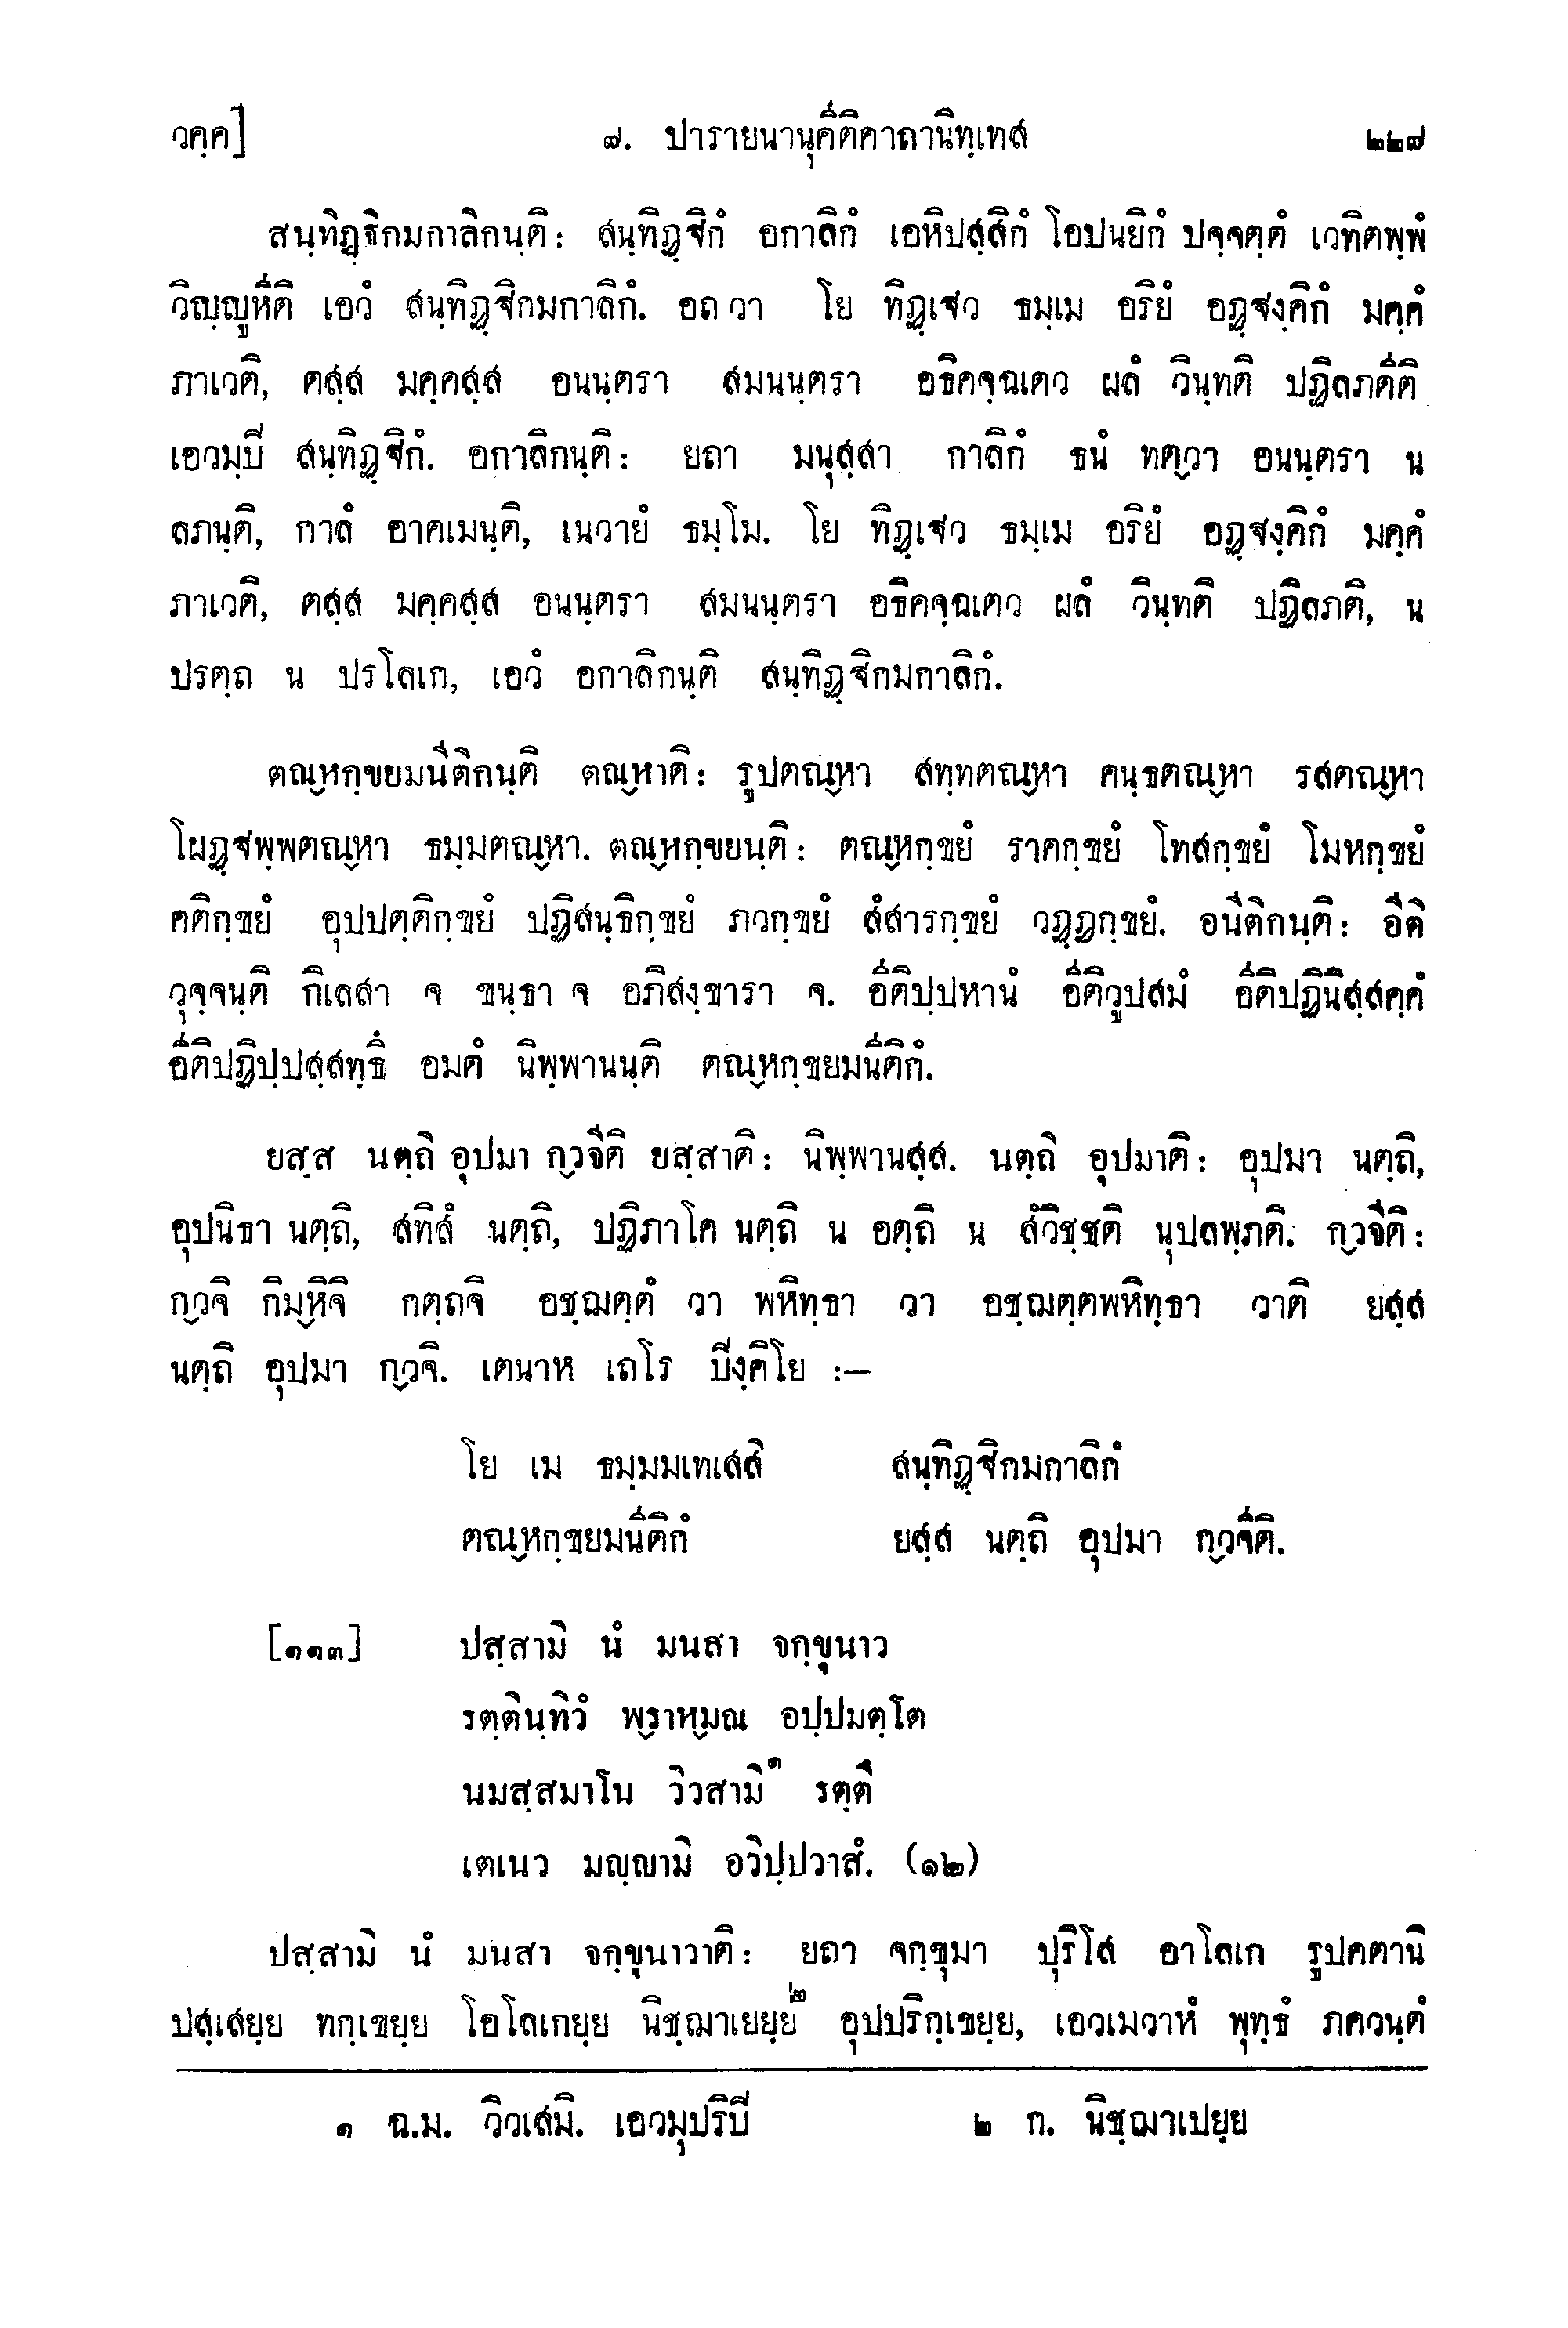 วคฺค]
๗. ปารายนานุคีติคาถานิทฺเทส
๒๒๗
สนฺทิฏฺฐิกมกาลิกนฺติ: สนฺทิฏฺฐิกํ อกาลิกํ เอหิปสฺสิกํ โอปนยิกํ ปจฺจตฺตํ เวทิตพฺพํ
วิญฺญูหีติ เอวํ สนฺทิฏฺฐิกมกาลิกํ. อถ วา โย ทิฏฺเฐว ธมฺเม อริยํ อฏฺฐงฺคิกํ มคฺคํ
ภาเวติ, ตสฺส มคฺคสฺส อนนฺตรา สมนนฺตรา อธิคจฺฉเตว ผลํ วินฺทติ ปฏิลภตีติ
เอวมฺปิ สนฺทิฏฺฐิกํ. อกาลิกนฺติ: ยถา มนุสฺสา กาลิกํ ธนํ ทตฺวา อนนฺตรา น
ลภนฺติ, กาลํ อาคเมนฺติ, เนวายํ ธมฺโม. โย ทิฏฺเฐว ธมฺเม อริยํ อฏฺฐงฺคิกํ มคฺคํ
ภาเวติ, ตสฺส มคฺคสฺส อนนฺตรา สมนนฺตรา อธิคจฺฉเตว ผลํ วินฺทติ ปฏิลภติ, น
ปรตฺถ น ปรโลเก, เอวํ อกาลิกนฺติ สนฺทิฏฺฐิกมกาลิกํ.
ตณฺหกฺขยมนีติกนฺติ ตณฺหาติ: รูปตณฺหา สทฺทตณฺหา คนฺธตณฺหา รสตณฺหา
โผฏฺฐพฺพตณฺหา ธมฺมตณฺหา. ตณฺหกฺขยนฺติ: ตณฺหกฺขยํ ราคกฺขยํ โทสกฺขยํ โมหกฺขยํ
คติกฺขยํ อุปปตฺติกฺขยํ ปฏิสนฺธิกฺขยํ ภวกฺขยํ สํสารกฺขยํ วฏฺฏกฺขยํ. อนีติกนฺติ: อีติ
วุจฺจนฺติ กิเลสา จ ขนฺธา จ อภิสงฺขารา จ. อีติปฺปหานํ อีติวูปสมํ อีติปฏินิสฺสคฺคํ
อีติปฏิปฺปสฺสทฺธึ อมตํ นิพฺพานนฺติ ตณฺหกฺขยมนีติกํ.
ยสฺส นตฺถิ อุปมา กฺวจีติ ยสฺสาติ: นิพฺพานสฺส. นตฺถิ อุปมาติ: อุปมา นตฺถิ,
อุปนิธา นตฺถิ, สทิสํ นตฺถิ, ปฏิภาโค นตฺถิ น อตฺถิ น สํวิชฺชติ นุปลพฺภติ. กฺวจีติ:
กฺวจิ กิมฺหิจิ กตฺถจิ อชฺฌตฺตํ วา พหิทฺธา วา อชฺฌตฺตพหิทฺธา วาติ ยสฺส
นตฺถิ อุปมา กฺวจิ. เตนาห เถโร ปิงฺคิโย :–
โย เม ธมฺมมเทเสสิ สนฺทิฏฺฐิกมกาลิกํ
ตณฺหกฺขยมนีติกํ ยสฺส นตฺถิ อุปมา กฺวจีติ.
[๑๑๓] ปสฺสามิ นํ มนสา จกฺขุนาว
รตฺตินฺทิวํ พฺราหฺมณ อปฺปมตฺโต
นมสฺสมาโน วิวสามิ๑ รตฺตึ
เตเนว มญฺญามิ อวิปฺปวาสํ. (๑๒)
ปสฺสามิ นํ มนสา จกฺขุนาวาติ: ยถา จกฺขุมา ปุริโส อาโลเก รูปคตานิ
ปสฺเสยฺย ทกฺเขยฺย โอโลเกยฺย นิชฺฌาเยยฺย๒ อุปปริกฺเขยฺย, เอวเมวาหํ พุทฺธํ ภควนฺตํ
๑ ฉ.ม. วิวเสมิ. เอวมุปริปิ
๒ ก. นิชฺฌาเปยฺย